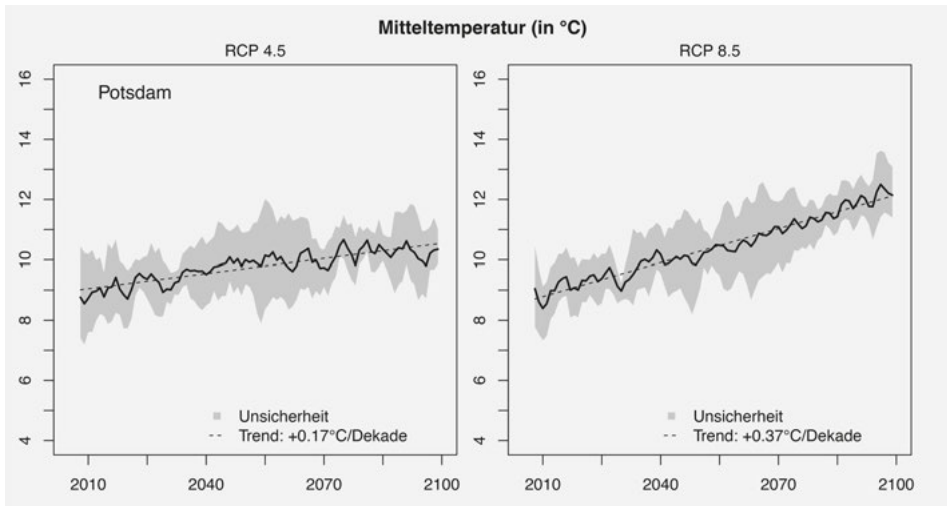 Mitteltemperatur (in °C)
RCP 4.5
16
14
12
10
8
6
4
Potsdam
Unsicherheit
Trend: +0.17°C/Dekade
2010
2040
2070
2100
RCP 8.5
16
14
12
10
8
6
4
Unsicherheit
Trend: +0.37°C/Dekade
2010
2040
2070
2100